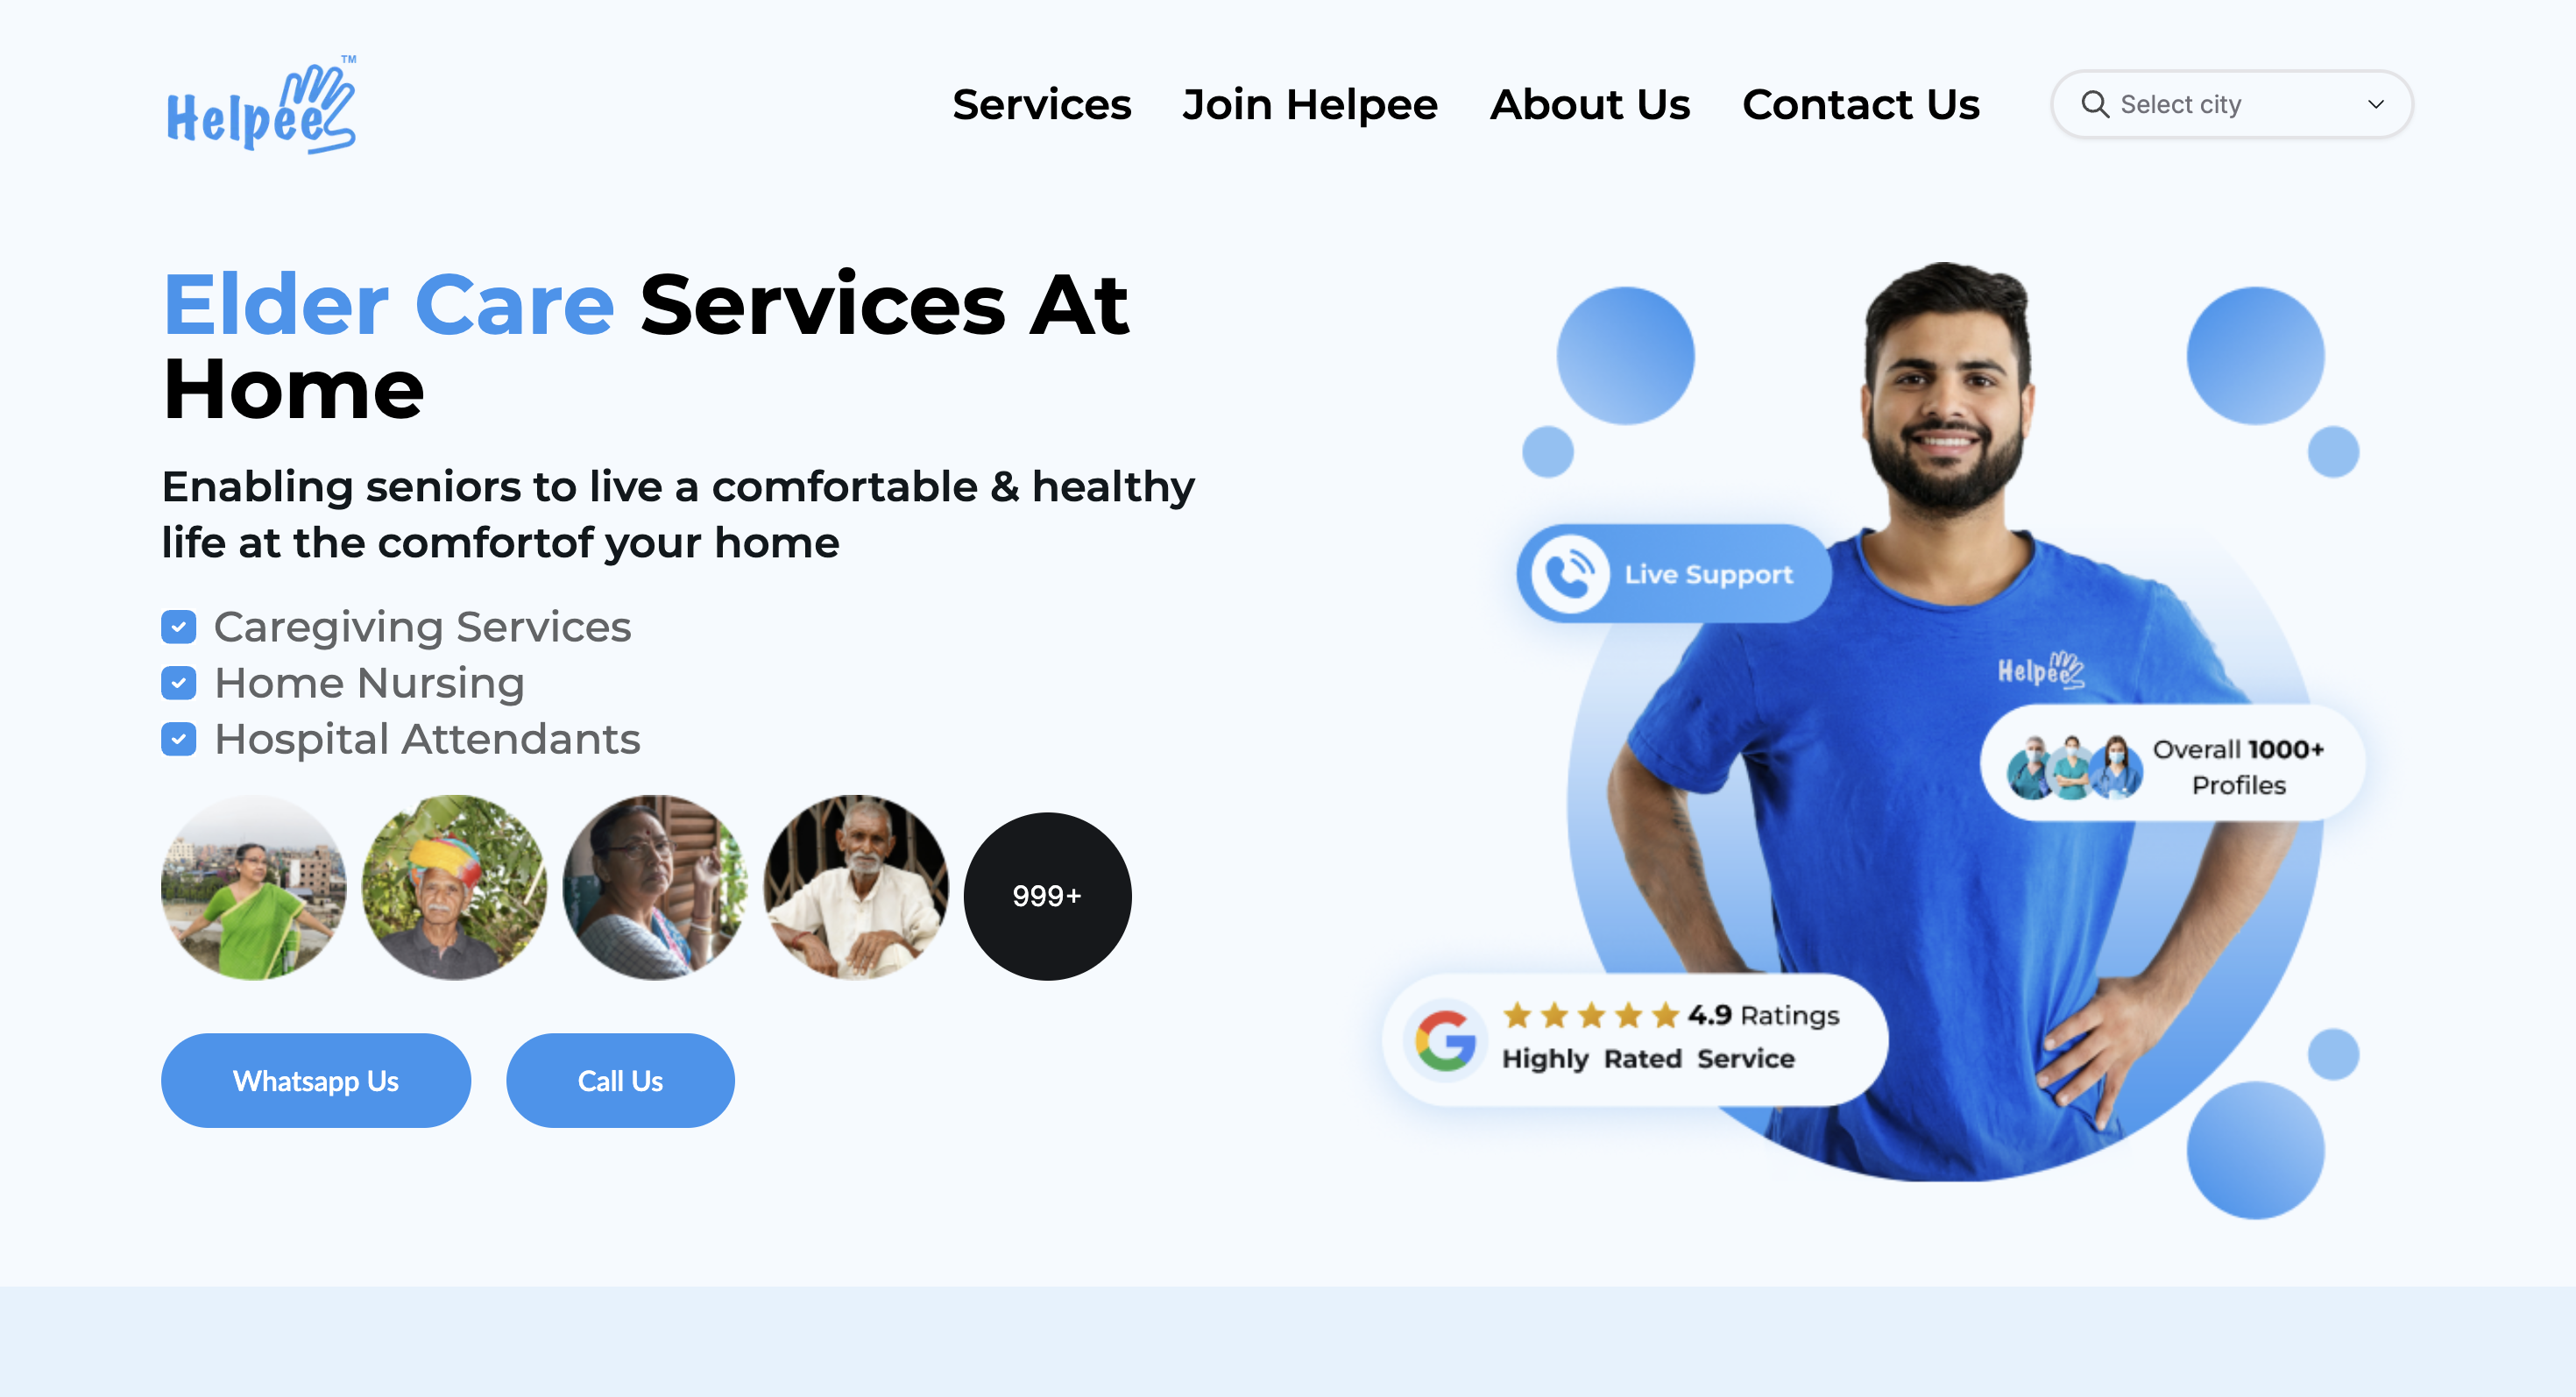 Helpee
TM
Services
Join Helpee
About Us
Contact Us
Select city
Elder Care Services At
Home
Enabling seniors to live a comfortable & healthy
life at the comfortof your home
Caregiving Services
Home Nursing
Hospital Attendants
999+
Whatsapp Us
Call Us
Live Support
Helpee
Overall 1000+
Profiles
4.9 Ratings
Highly Rated Service